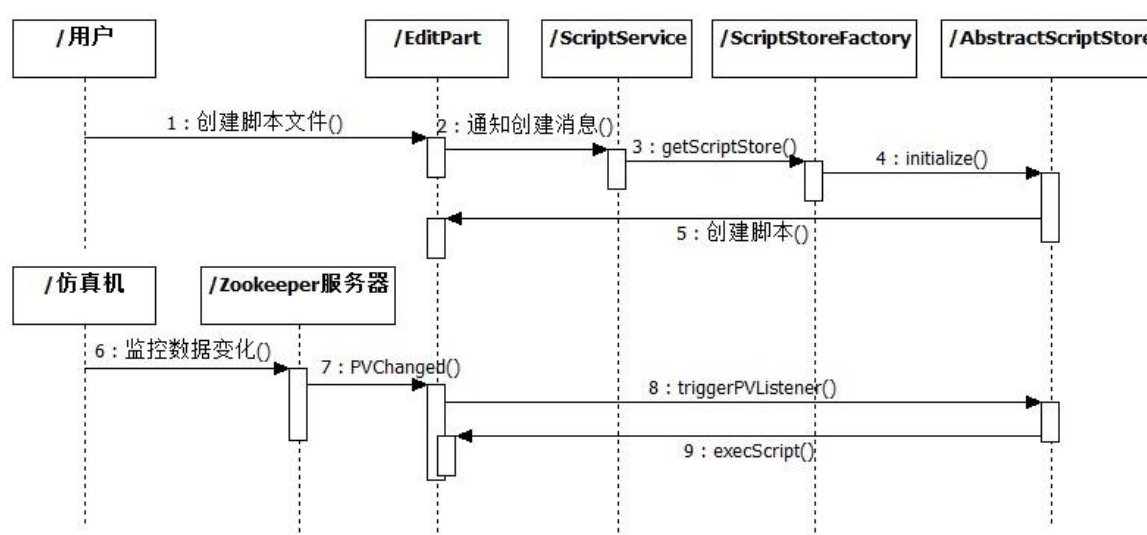 /用户
/EditPart
/ScriptService
/ScriptStoreFactory
/AbstractScriptStore
1 : 创建脚本文件()
2 : 通知创建消息()
3 : getScriptStore()
4 : initialize()
5 : 创建脚本()
/仿真机
/Zookeeper服务器
6 : 监控数据变化()
7 : PVChanged()
8 : triggerPVListener()
9 : execScript()